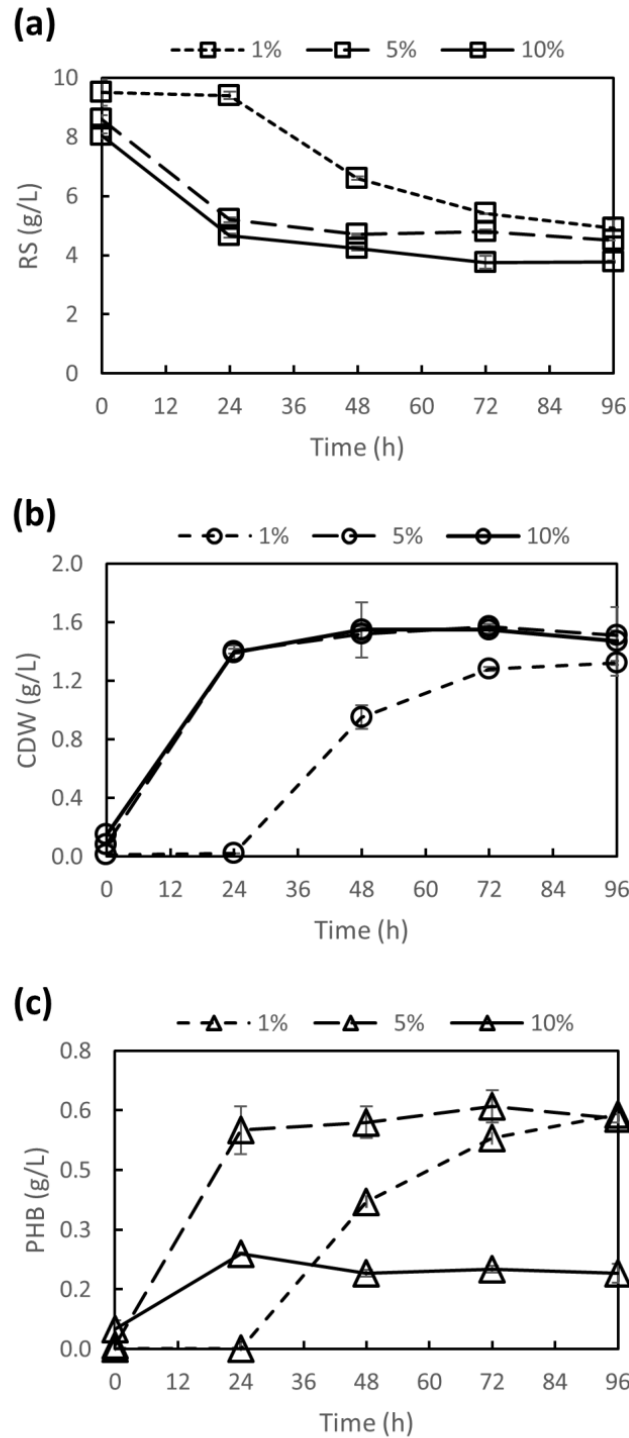 (a)
1% 5% 10%
10
8
6
4
2
0
RS (g/L)
0 12 24 36 48 60 72 84 96
Time (h)
(b)
1% 5% 10%
2.0
1.6
1.2
0.8
0.4
0.0
CDW (g/L)
0 12 24 36 48 60 72 84 96
Time (h)
(c)
1% 5% 10%
0.8
0.6
0.5
0.3
0.2
0.0
PHB (g/L)
0 12 24 36 48 60 72 84 96
Time (h)